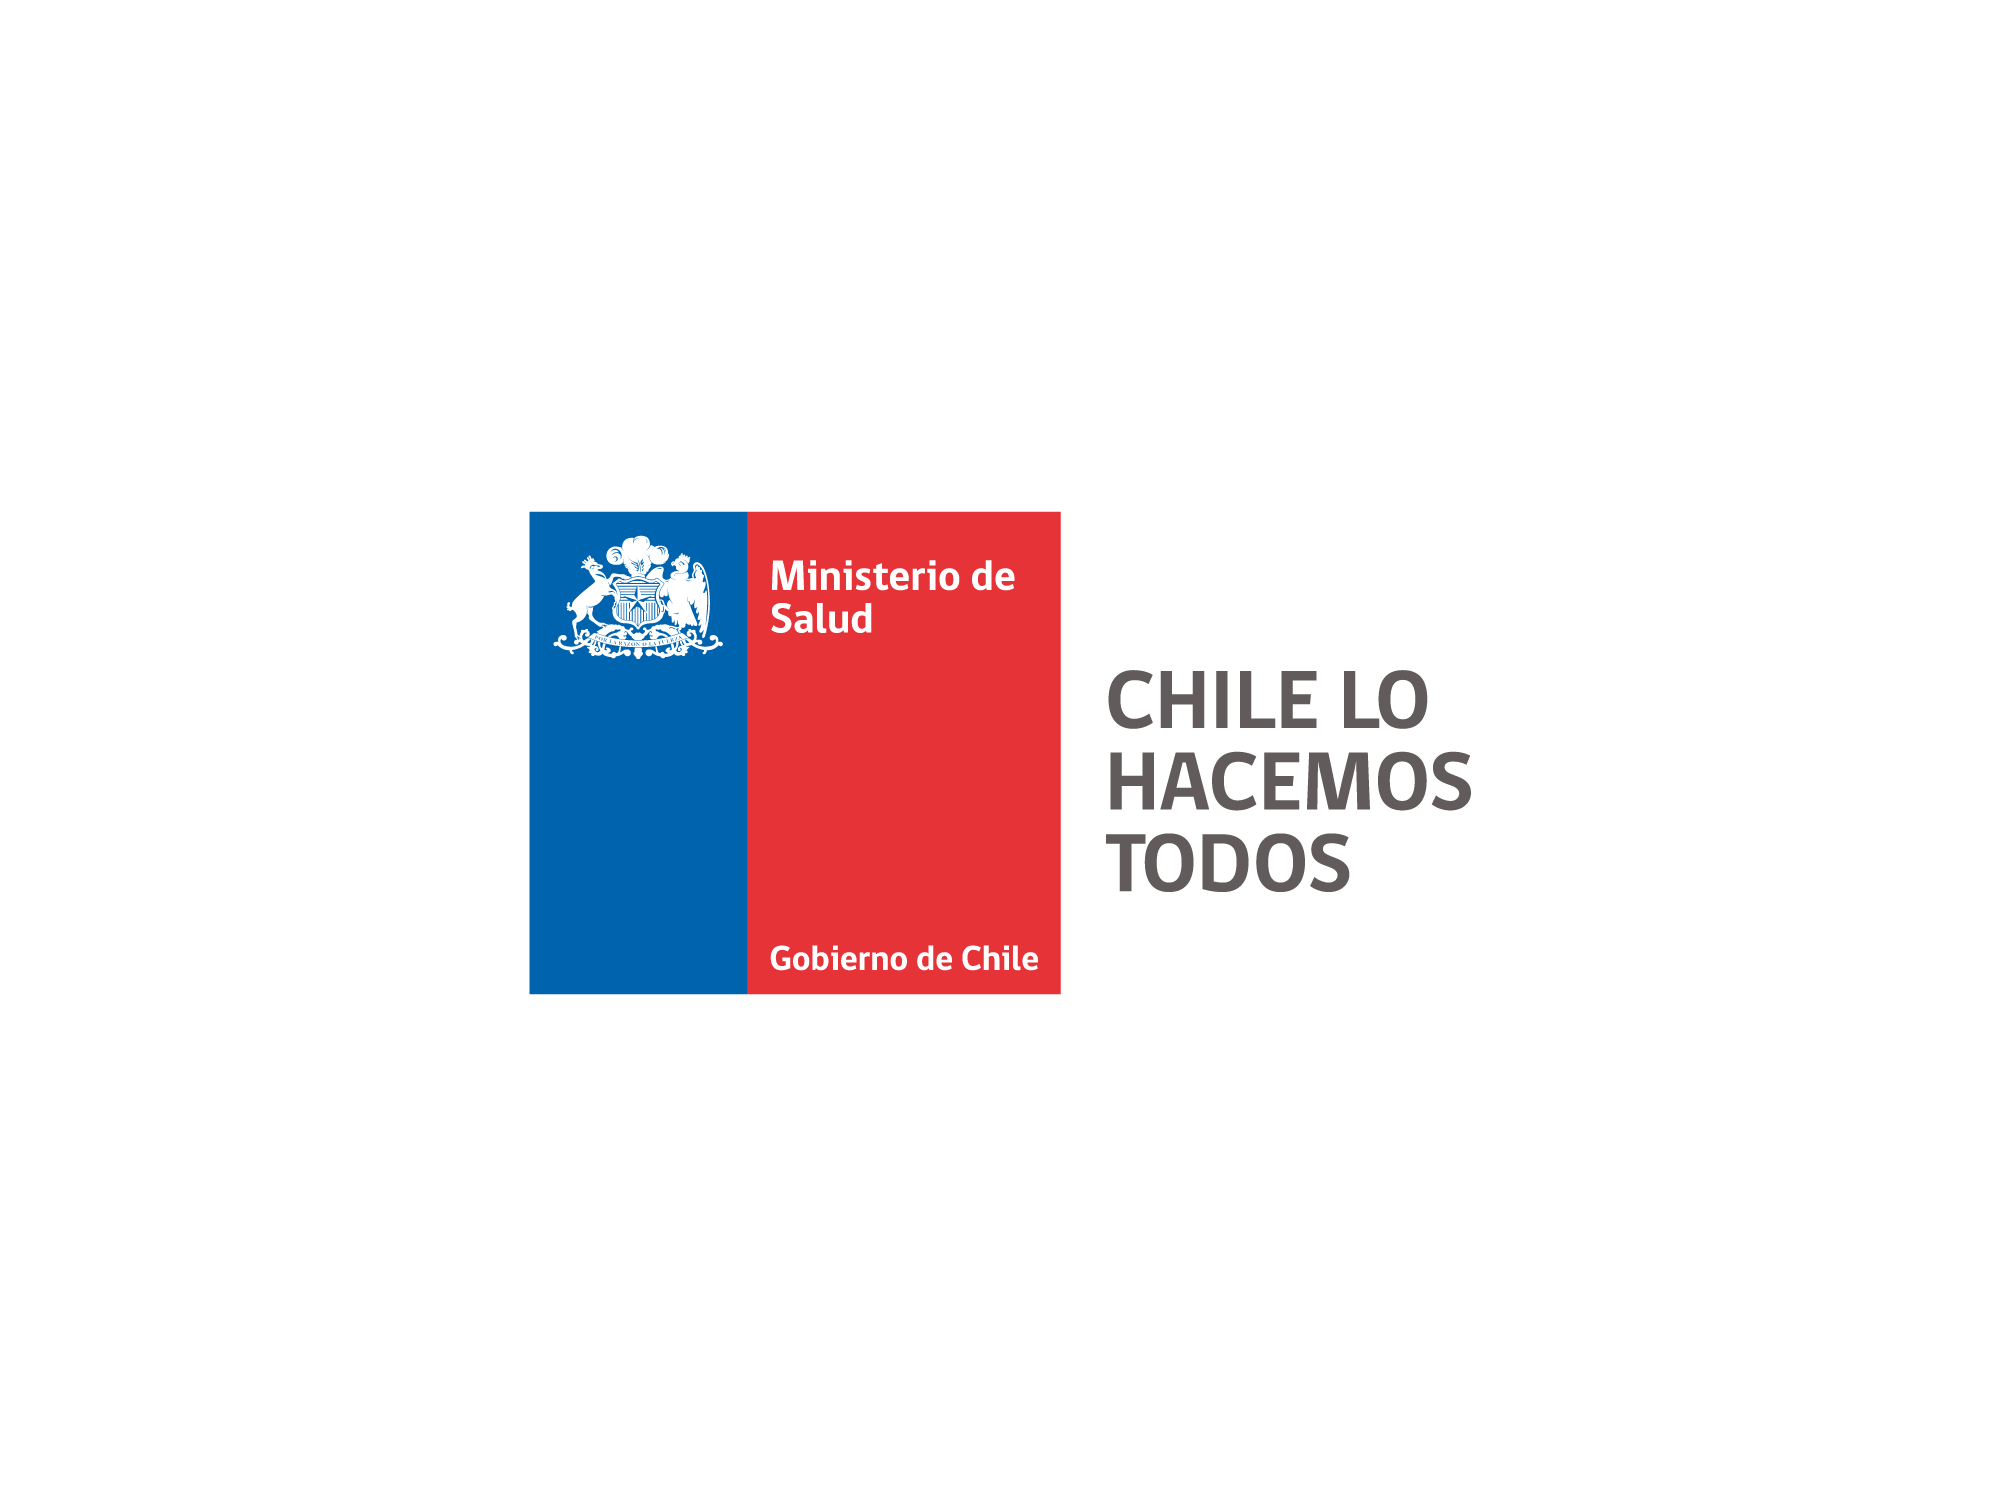 Ministerio de
Salud
Gobierno de Chile
CHILE LO
HACEMOS
TODOS